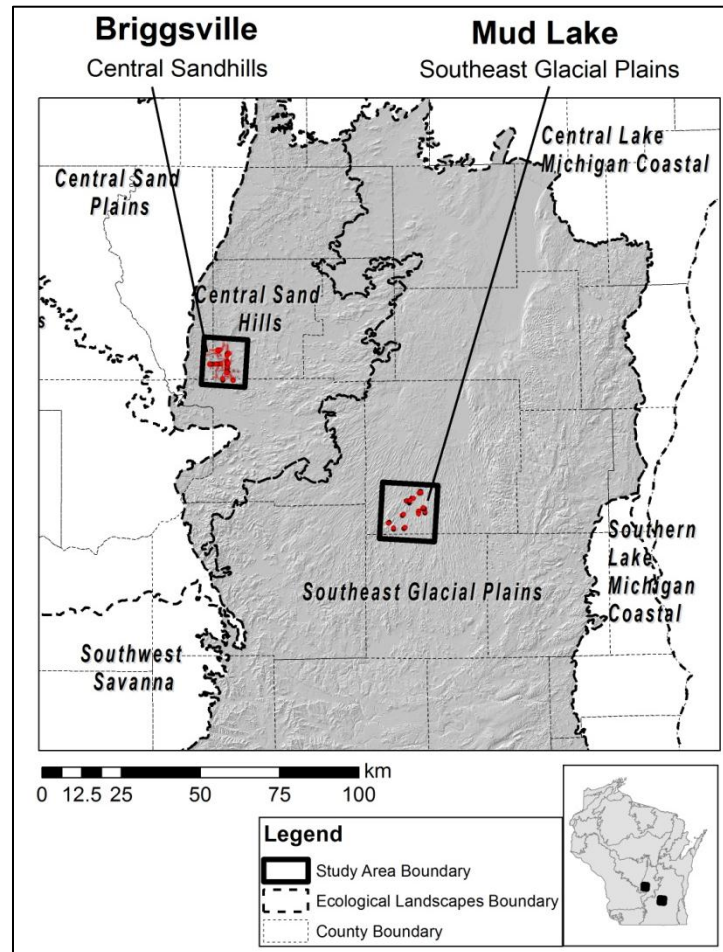 Briggsville
Central Sandhills
Mud Lake
Southeast Glacial Plains
Central Sand
Plains
Central Lake
Michigan Coastal
s
Central Sand
Hills
Southern
Lake
Michigan
Coastal
Southeast Glacial Plains
Southwest
Savanna
km
0 12.5 25 50 75 100
Legend
Study Area Boundary
Ecological Landscapes Boundary
County Boundary